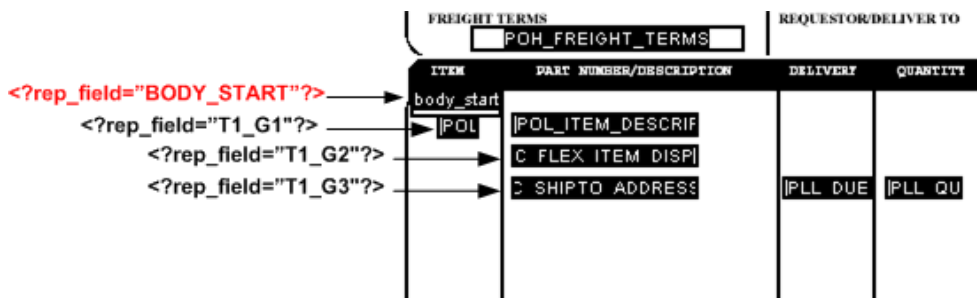 FREIGHT TERMS REQUESTOR/DELIVER TO
POH_FREIGHT_TERMS
ITEM PART NUMBER/DESCRIPTION DELIVERY QUANTITY
<?rep_field="BODY_START"?> body_start
<?rep_field="T1_G1"?> POL POL_ITEM_DESCRIF
<?rep_field="T1_G2"?> C FLEX ITEM DISP
<?rep_field="T1_G3"?> C SHIPTO ADDRESS PLL DUE PLL QU